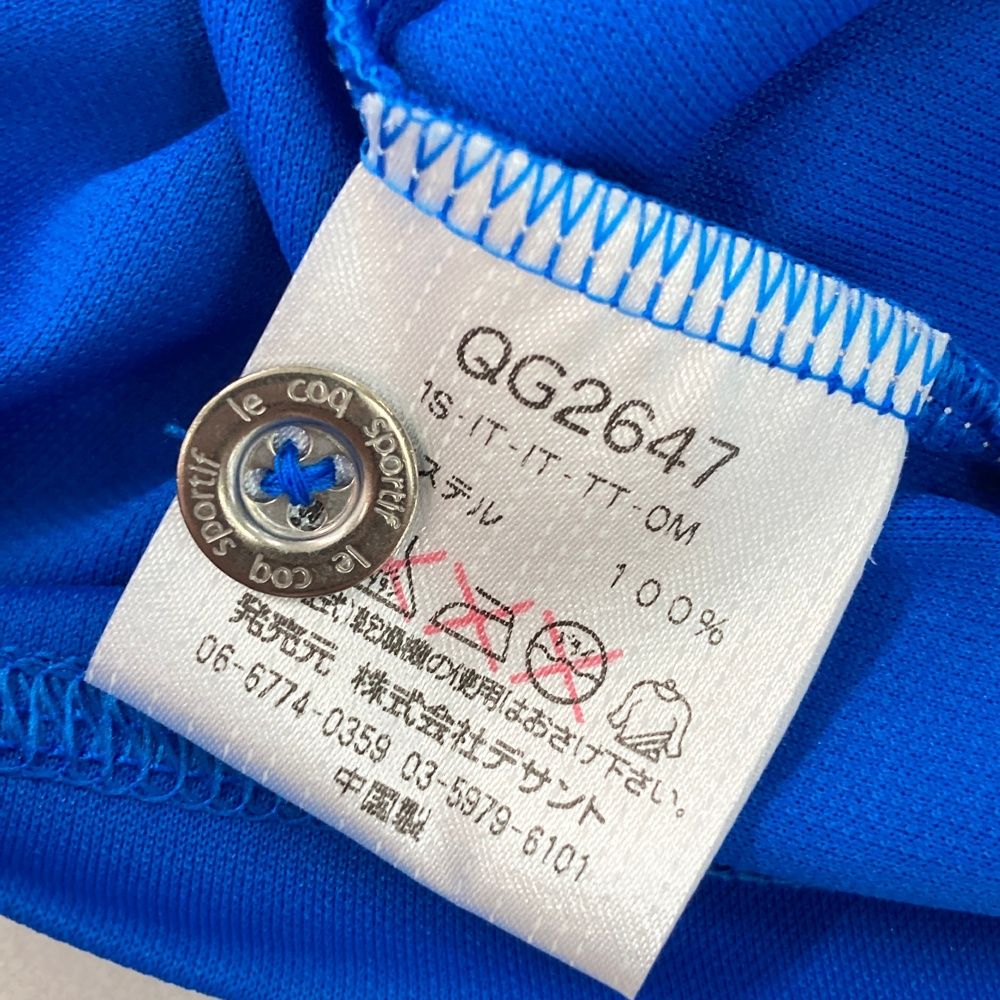 QG2647
1S-IT-IT-TT-OM
ステル
100%
乾燥機の使用はおさけ下さい。
発売元 株式会社デサント
06-6774-0359 03-5979-6101
中国製
le coq sportif le coq sportif